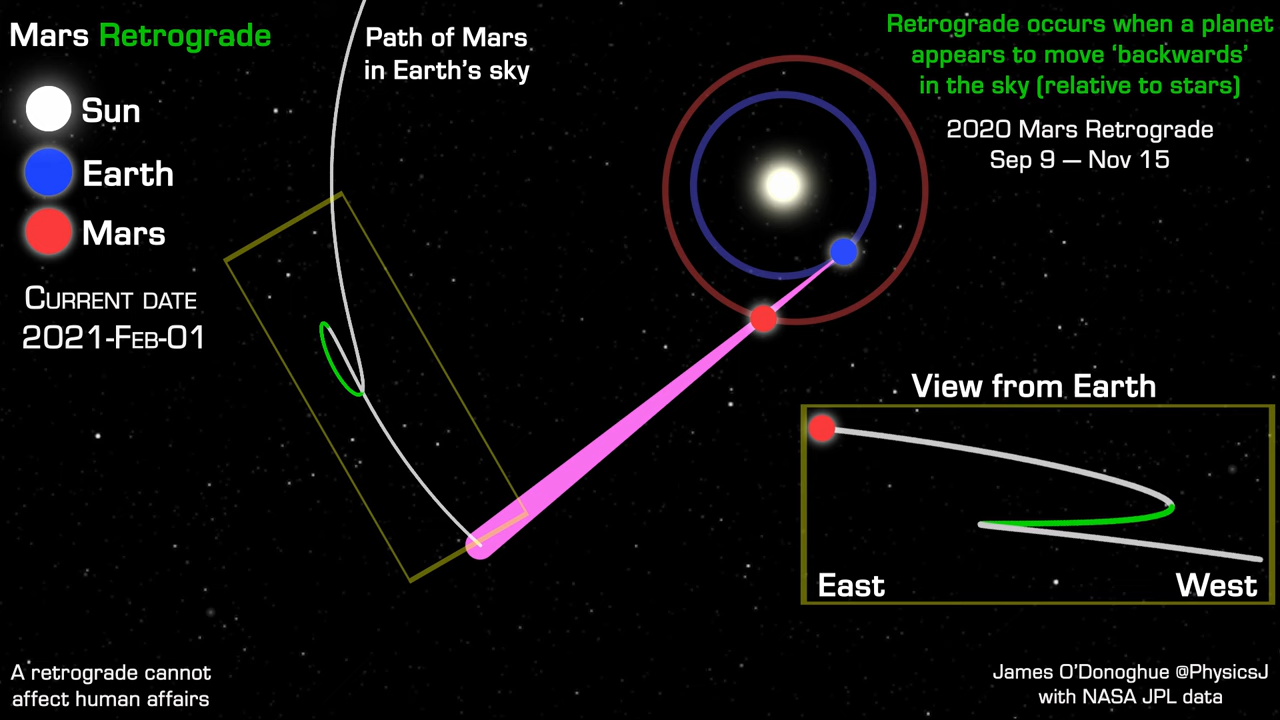 Mars Retrograde
Sun
Earth
Mars
Current date
2021-Feb-01
Path of Mars
in Earth's sky
Retrograde occurs when a planet
appears to move 'backwards'
in the sky (relative to stars)
2020 Mars Retrograde
Sep 9 — Nov 15
View from Earth
East
West
A retrograde cannot
affect human affairs
James O'Donoghue @PhysicsJ
with NASA JPL data